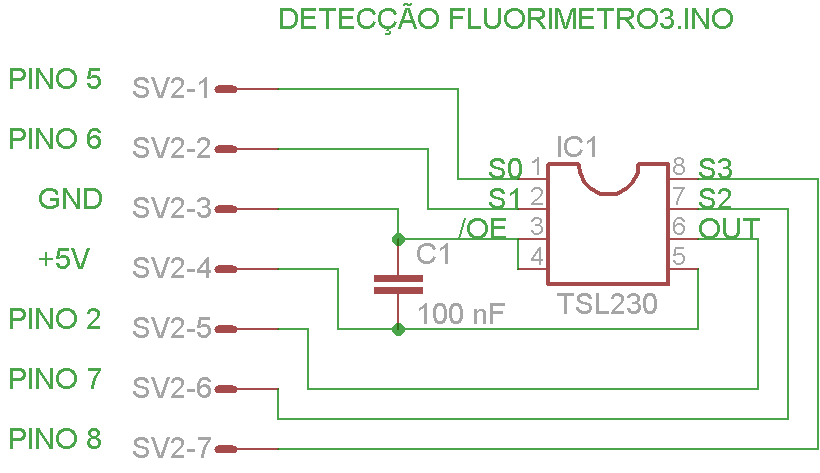 DETECÇÃO FLUORIMETRO3.INO
PINO 5 SV2-1
PINO 6 SV2-2
GND SV2-3
+5V SV2-4
PINO 2 SV2-5
PINO 7 SV2-6
PINO 8 SV2-7
C1
100 nF
IC1
S0 1 8 S3
S1 2 7 S2
/OE 3 6 OUT
4 5
TSL230